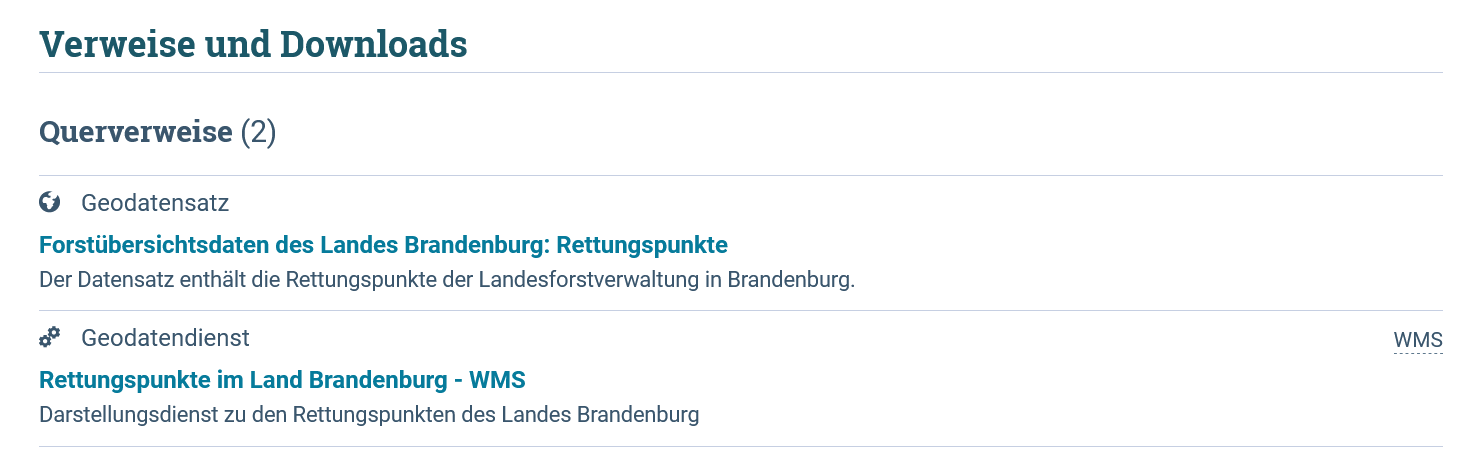 Verweise und Downloads
Querverweise (2)
Geodatensatz
Forstübersichtsdaten des Landes Brandenburg: Rettungspunkte
Der Datensatz enthält die Rettungspunkte der Landesforstverwaltung in Brandenburg.
Geodatendienst WMS
Rettungspunkte im Land Brandenburg - WMS
Darstellungsdienst zu den Rettungspunkten des Landes Brandenburg